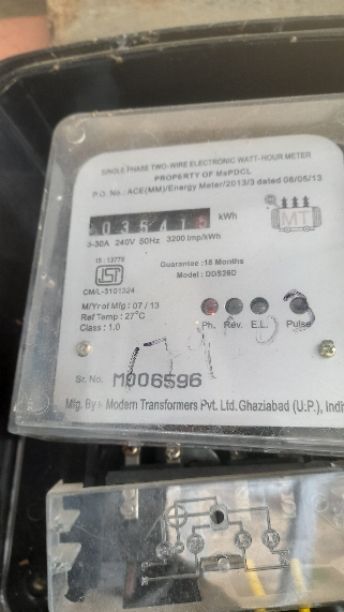 SINGLE PHASE TWO-WIRE ELECTRONIC WATT-HOUR METER
PROPERTY OF MsPDCL
P.O. No.: ACE(MM)/Energy Meter/2013/3 dated 06/05/13
kWh
5-30A 240V 50Hz 3200 Imp/kWh
MT
IS : 13779
ISI
CM/L-3101324
Guarantee : 18 Months
Model : DDS26D
M/Yr of Mfg : 07 / 13
Ref Temp : 27°C
Class : 1.0
Ph. Rev. E.L. Pulse
Sr. No. M006596
Mfg. By :- Modern Transformers Pvt. Ltd. Ghaziabad (U.P.), Indi